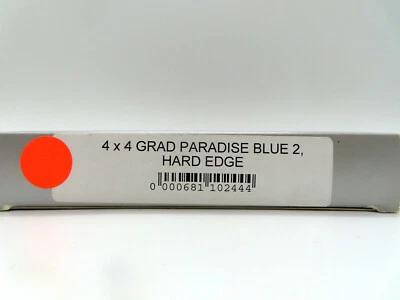 4 x 4 GRAD PARADISE BLUE 2,
HARD EDGE
0 000681 102444